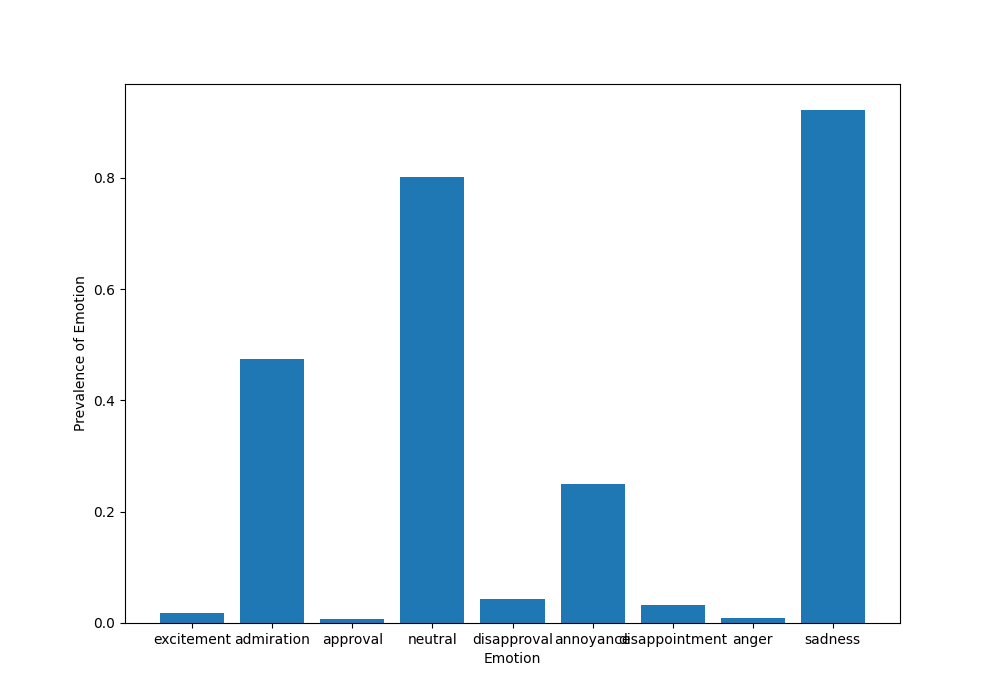 Prevalence of Emotion
0.8
0.6
0.4
0.2
0.0
excitement admiration approval neutral disapproval annoyance disappointment anger sadness
Emotion